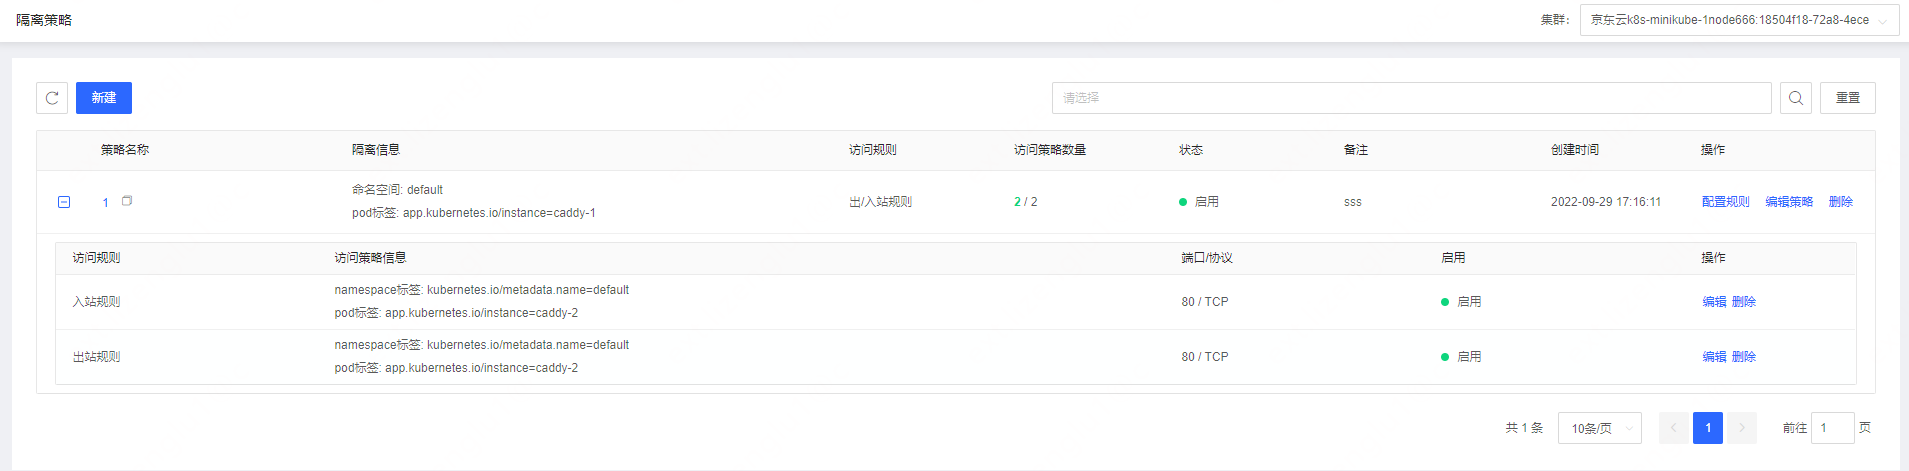 隔离策略
集群: 京东云k8s-minikube-1node666:18504f18-72a8-4ece
新建 请选择 重置
策略名称 隔离信息 访问规则 访问策略数量 状态 备注 创建时间 操作
命名空间: default
1 出/入站规则 2 / 2 启用 sss 2022-09-29 17:16:11 配置规则 编辑策略 删除
pod标签: app.kubernetes.io/instance=caddy-1
访问规则 访问策略信息 端口/协议 启用 操作
namespace标签: kubernetes.io/metadata.name=default
入站规则 80 / TCP 启用 编辑 删除
pod标签: app.kubernetes.io/instance=caddy-2
namespace标签: kubernetes.io/metadata.name=default
出站规则 80 / TCP 启用 编辑 删除
pod标签: app.kubernetes.io/instance=caddy-2
共 1 条 10条/页 1 前往 1 页